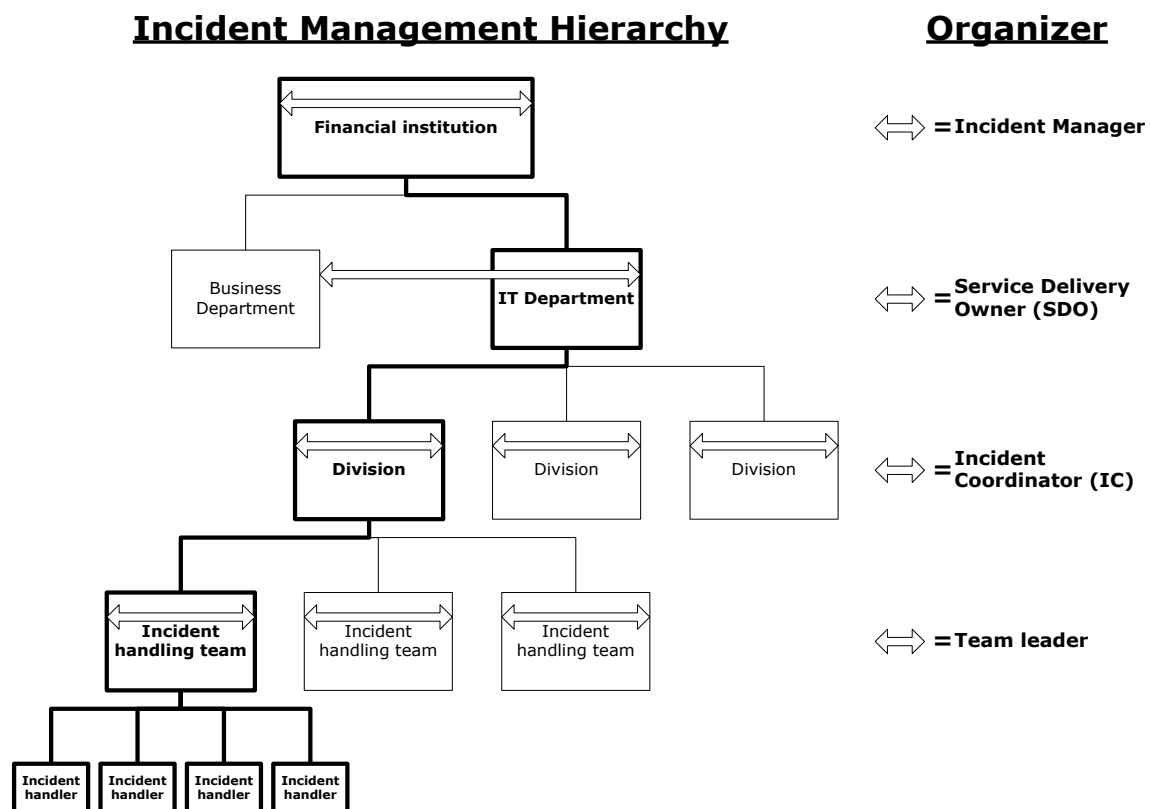 Incident Management Hierarchy
Organizer
Financial institution
= Incident Manager
Business
Department
IT Department
= Service Delivery
Owner (SDO)
Division
Division
Division
= Incident
Coordinator (IC)
Incident
handling team
Incident
handling team
Incident
handling team
= Team leader
Incident
handler
Incident
handler
Incident
handler
Incident
handler